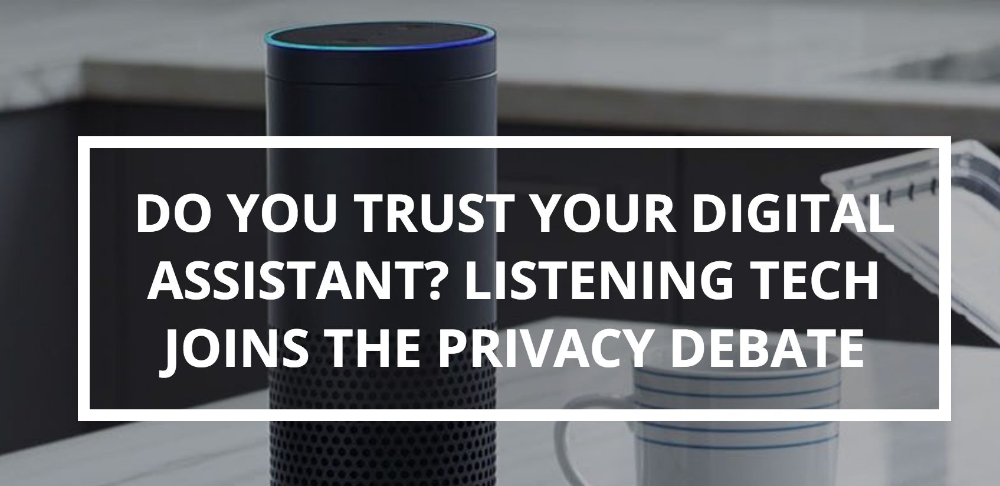 DO YOU TRUST YOUR DIGITAL
ASSISTANT? LISTENING TECH
JOINS THE PRIVACY DEBATE